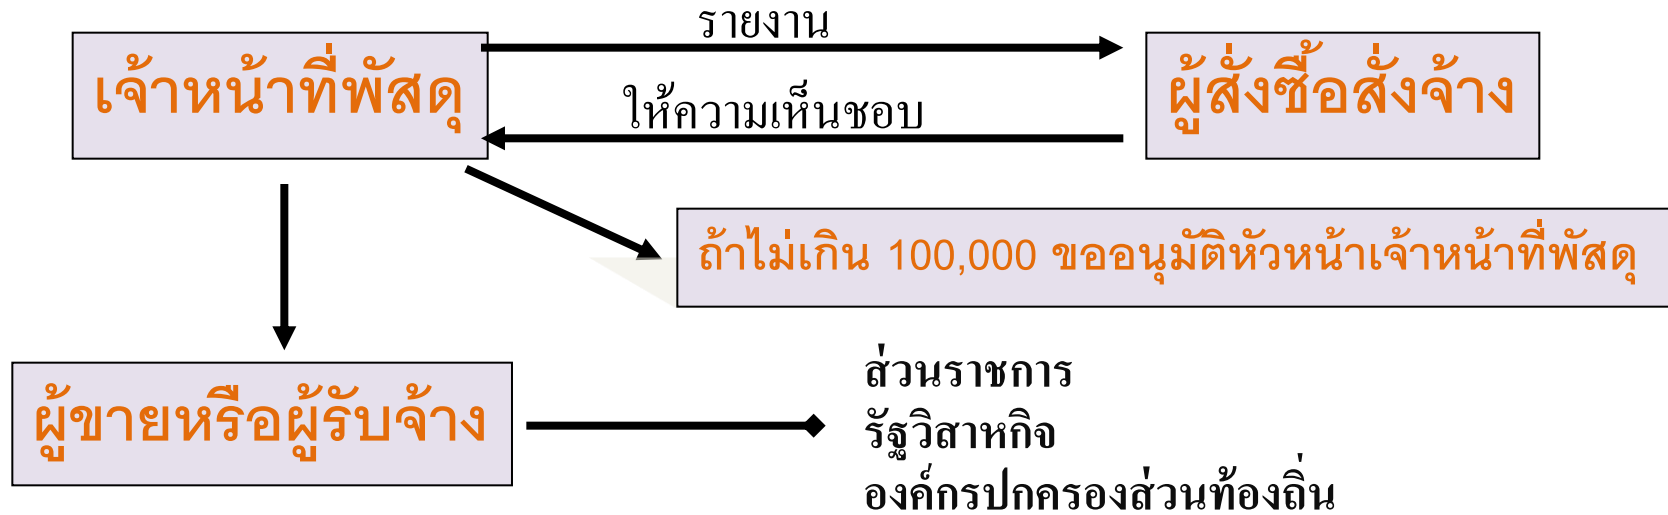 รายงาน
เจ้าหน้าที่พัสดุ
ผู้สั่งซื้อสั่งจ้าง
ให้ความเห็นชอบ
ถ้าไม่เกิน 100,000 ขออนุมัติหัวหน้าเจ้าหน้าที่พัสดุ
ผู้ขายหรือผู้รับจ้าง
ส่วนราชการ
รัฐวิสาหกิจ
องค์กรปกครองส่วนท้องถิ่น